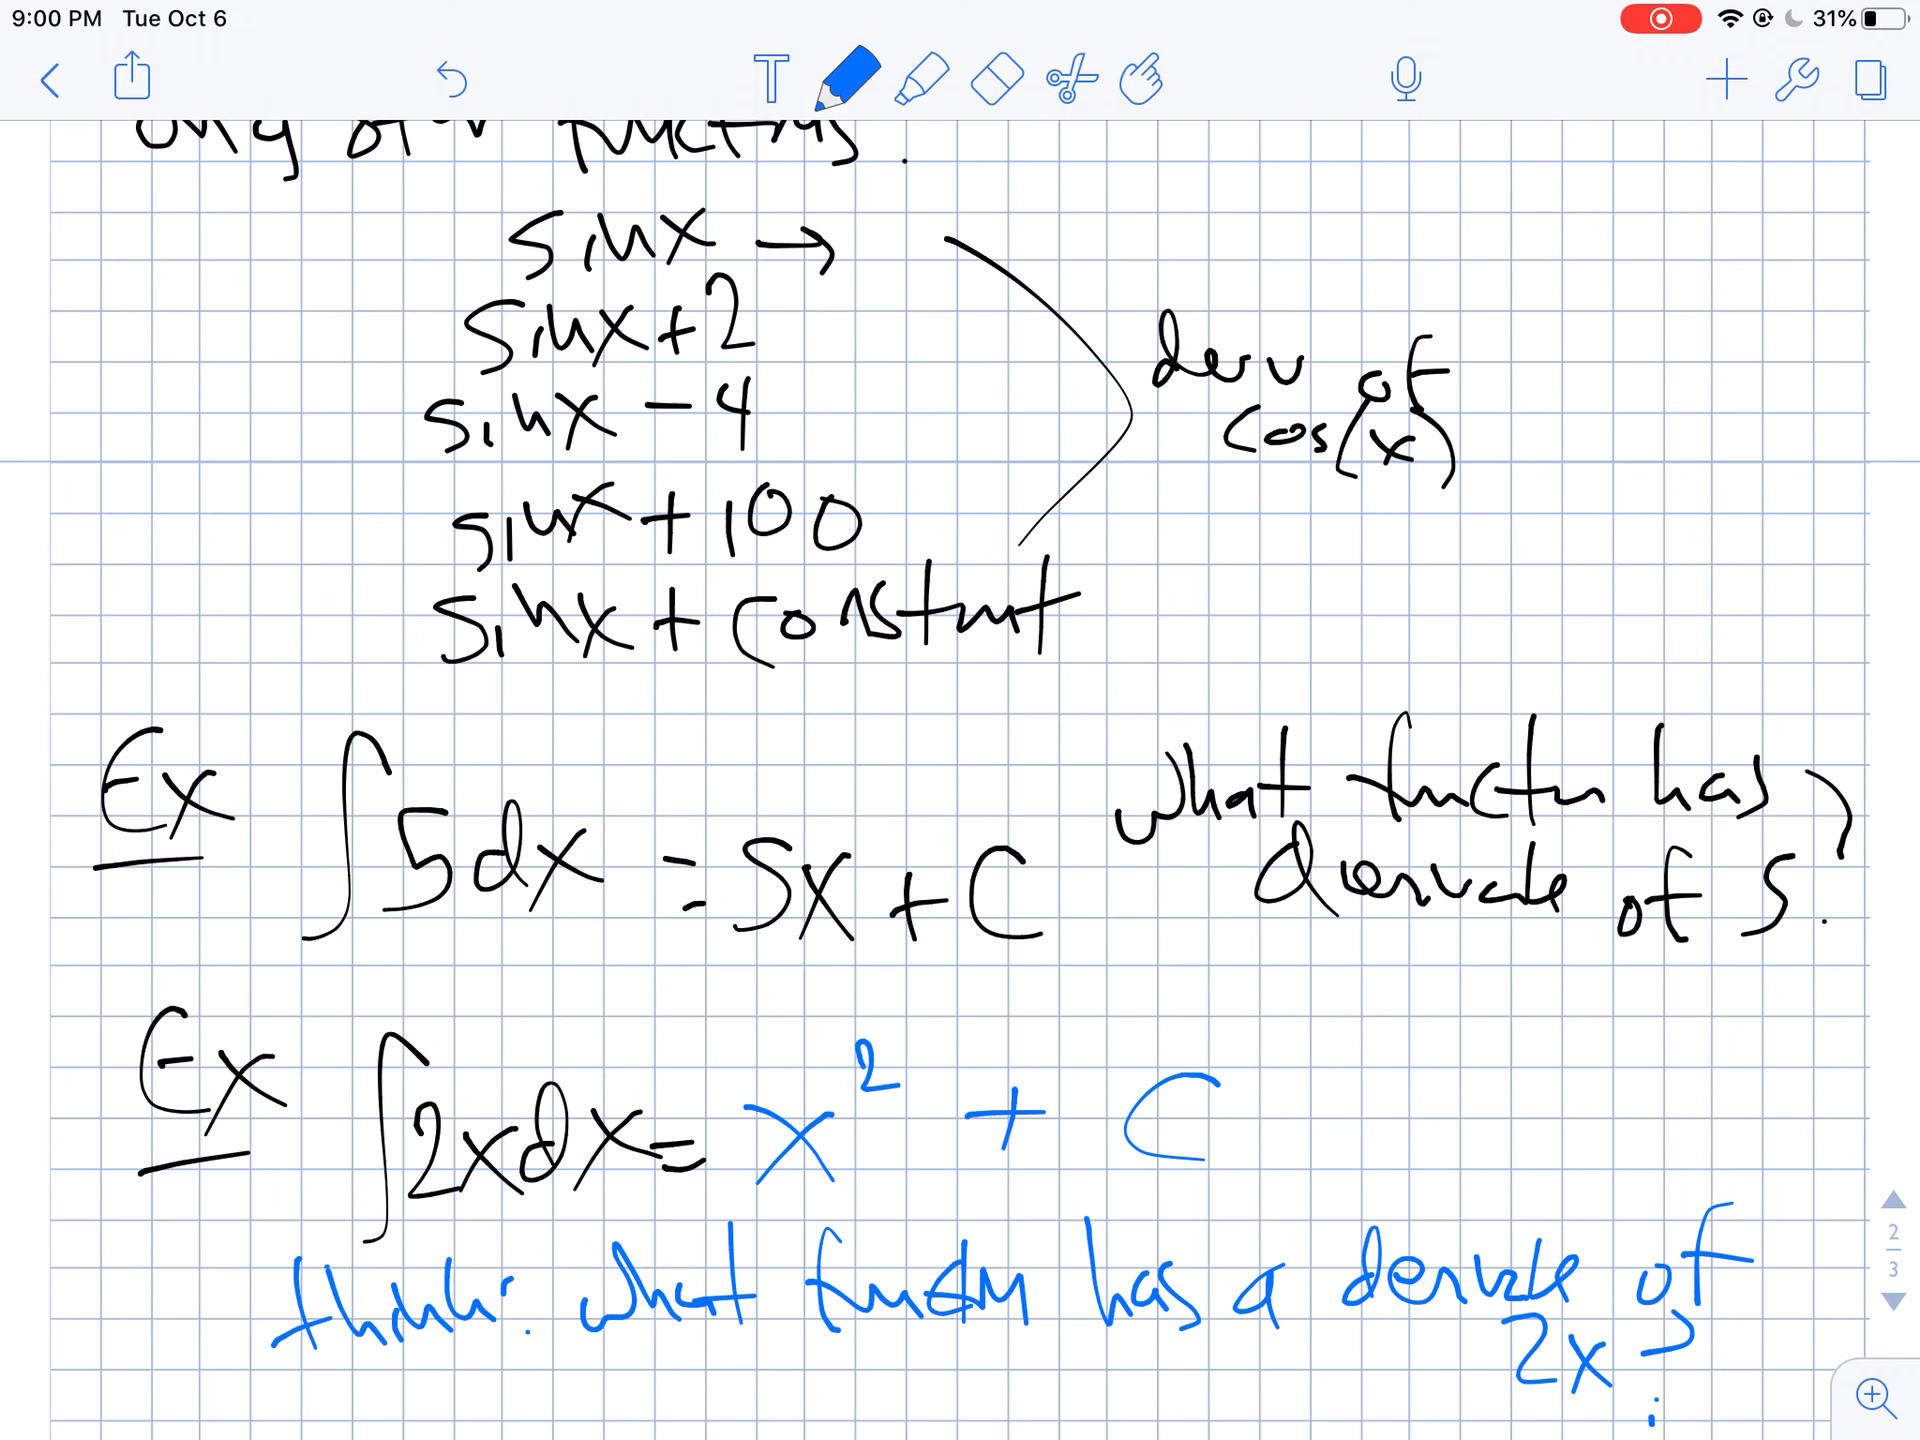 9:00 PM Tue Oct 6
31%
T
sinx →
sinx + 2
sinx - 4
sinx + 100
sinx + constant
deriv of
cos(x)
Ex ∫ 5dx = 5x + C
what function has
derivative of 5?
Ex ∫ 2xdx = x² + C
think: what function has a derivative of
2x?
2
3